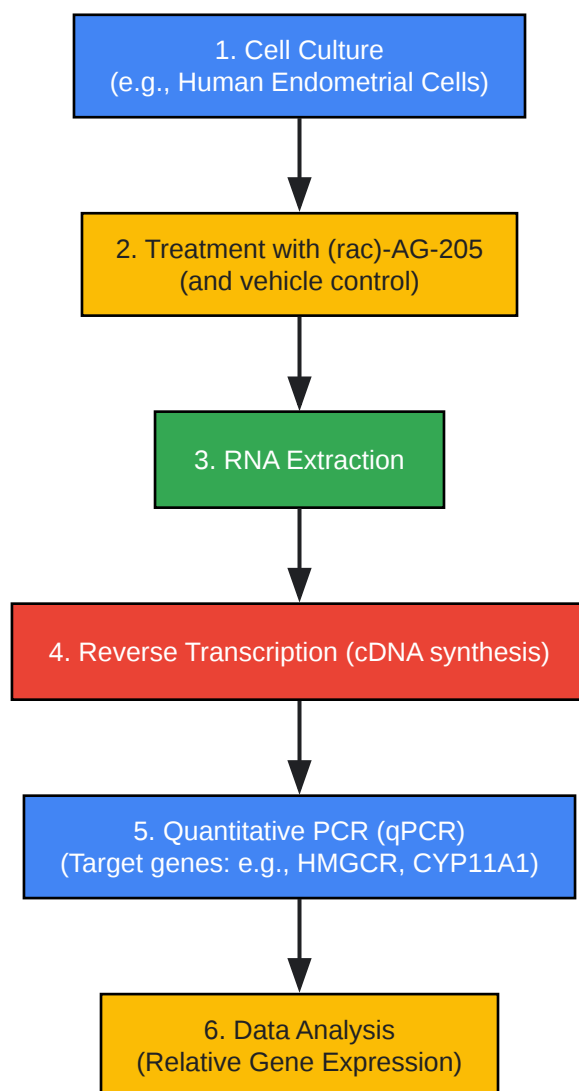 1. Cell Culture
(e.g., Human Endometrial Cells)
2. Treatment with (rac)-AG-205
(and vehicle control)
3. RNA Extraction
4. Reverse Transcription (cDNA synthesis)
5. Quantitative PCR (qPCR)
(Target genes: e.g., HMGCR, CYP11A1)
6. Data Analysis
(Relative Gene Expression)